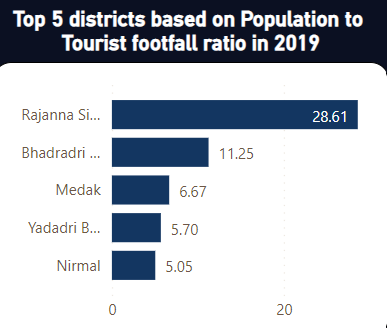 Top 5 districts based on Population to
Tourist footfall ratio in 2019
Rajanna Si... 28.61
Bhadradri ... 11.25
Medak 6.67
Yadadri B... 5.70
Nirmal 5.05
0 20